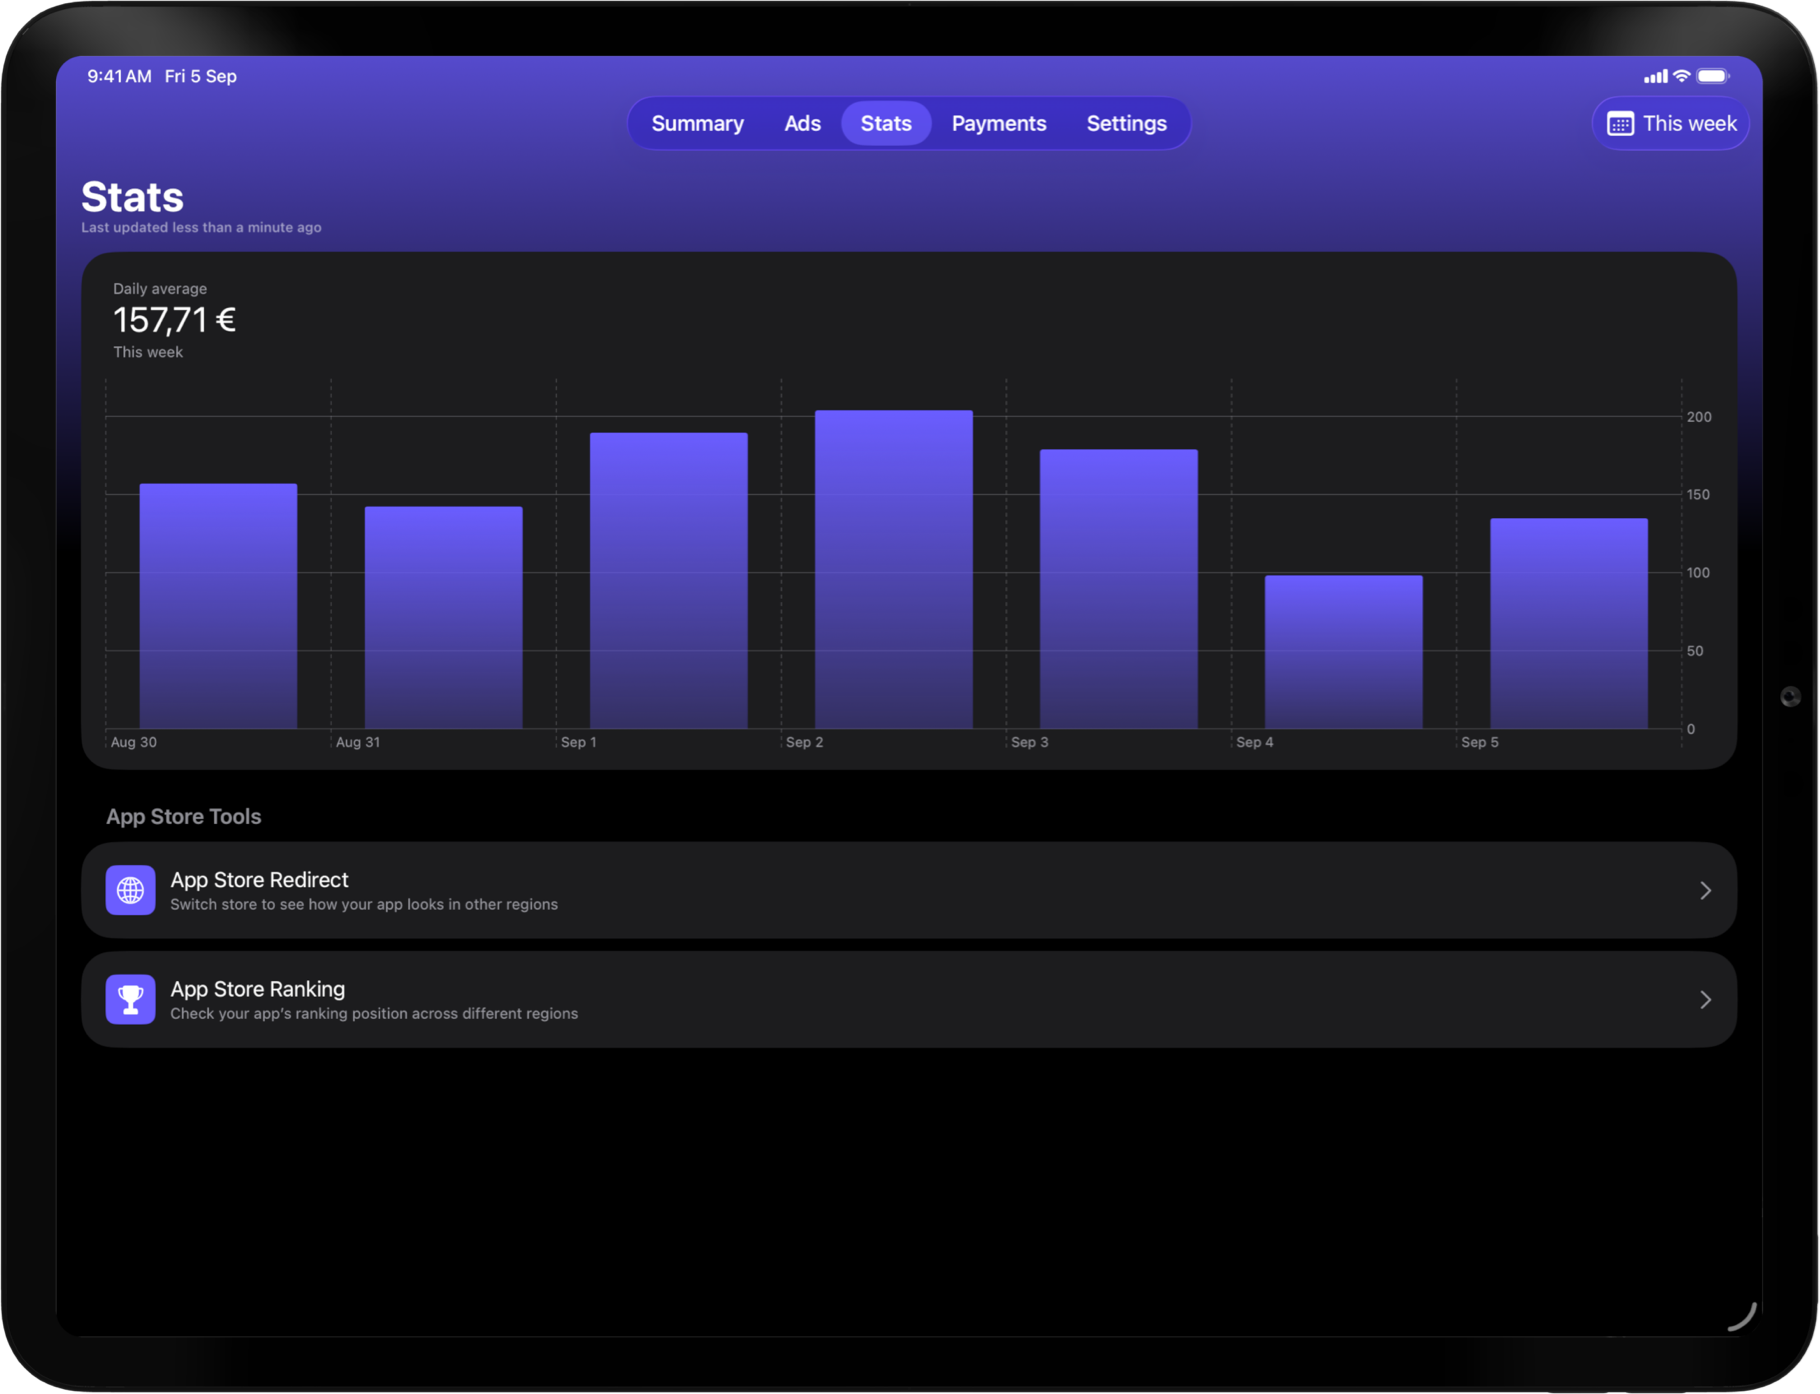 9:41 AM Fri 5 Sep
Summary Ads Stats Payments Settings
This week
Stats
Last updated less than a minute ago
Daily average
157,71 €
This week
200
150
100
50
0
Aug 30 Aug 31 Sep 1 Sep 2 Sep 3 Sep 4 Sep 5
App Store Tools
App Store Redirect
Switch store to see how your app looks in other regions
App Store Ranking
Check your app's ranking position across different regions